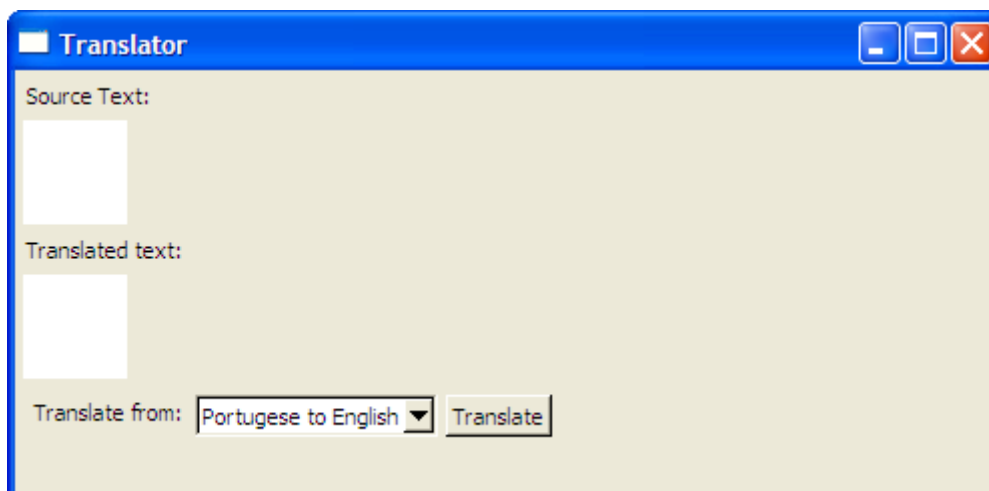 Translator
Source Text:
Translated text:
Translate from: Portugese to English Translate